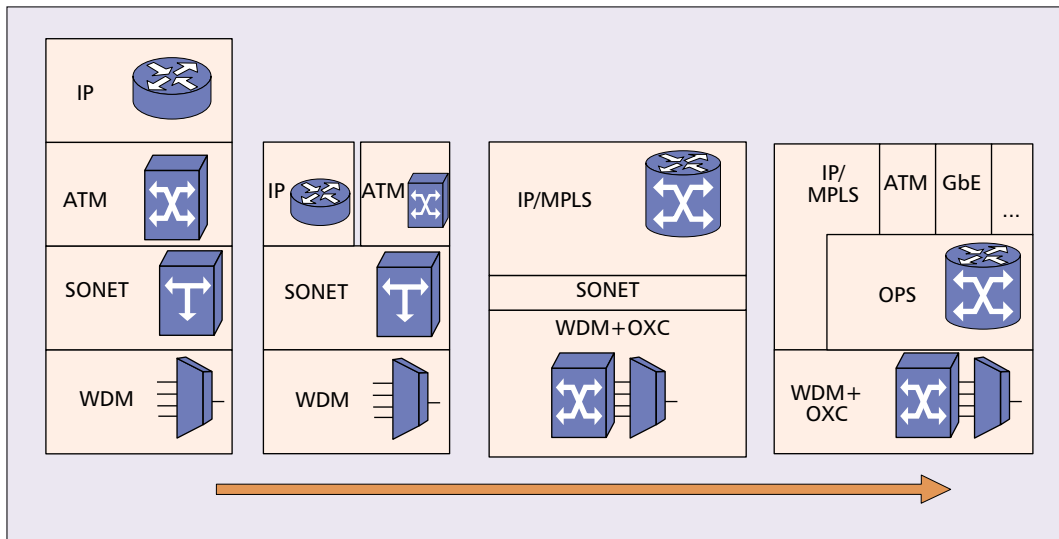 IP
ATM
SONET
WDM
IP
ATM
SONET
WDM
IP/MPLS
SONET
WDM+OXC
IP/
MPLS
ATM
GbE
...
OPS
WDM+
OXC